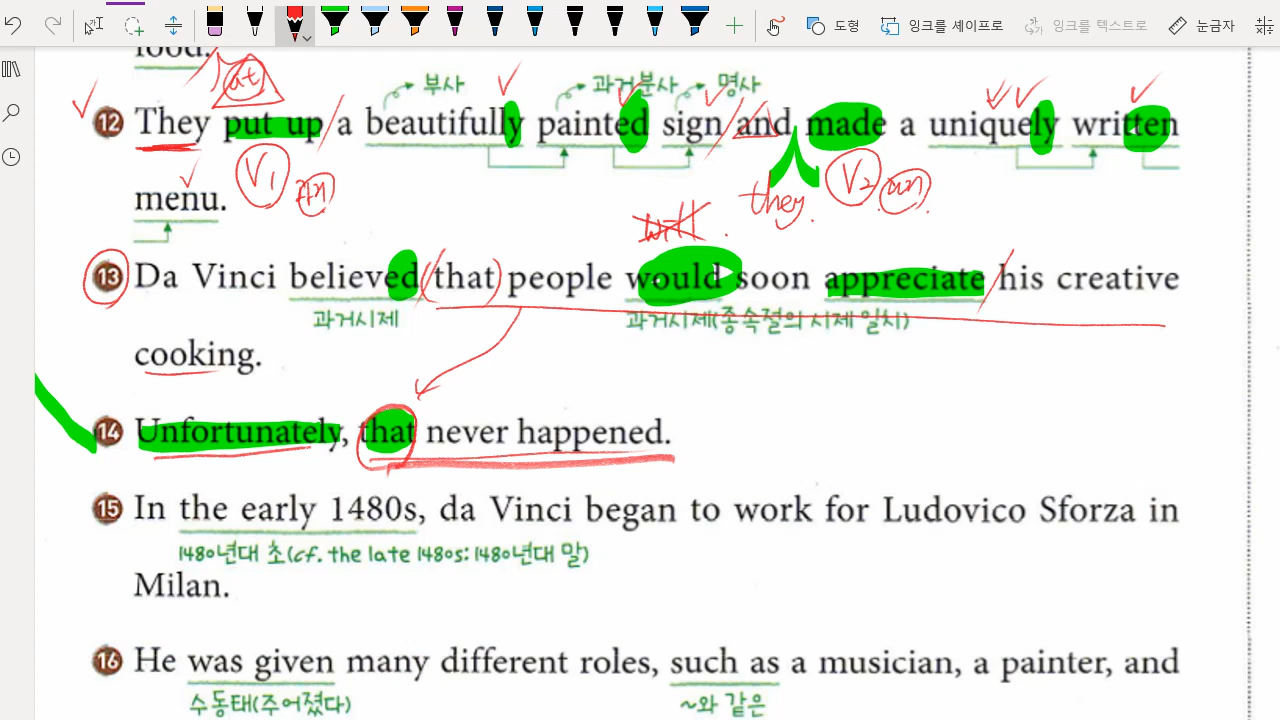 도형
잉크를 셰이프로
잉크를 텍스트로
눈금자
food.
at
부사
과거분사
명사
12 They put up a beautifully painted sign and made a uniquely written
V1
they.
V2
menu.
will
13 Da Vinci believed (that) people would soon appreciate his creative
과거시제
과거시제(종속절의 시제 일치)
cooking.
14 Unfortunately, that never happened.
15 In the early 1480s, da Vinci began to work for Ludovico Sforza in
1480년대 초(cf. the late 1480s: 1480년대 말)
Milan.
16 He was given many different roles, such as a musician, a painter, and
수동태(주어졌다)
~와 같은